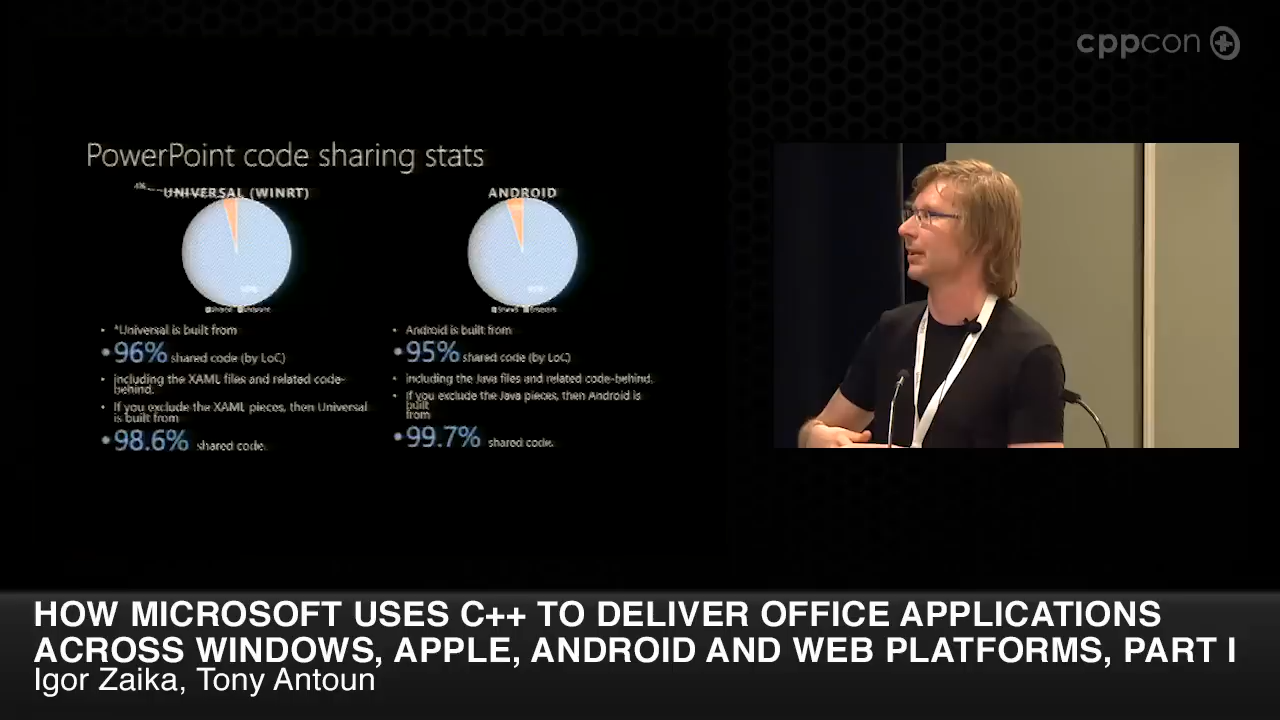 cppcon
PowerPoint code sharing stats
4%
UNIVERSAL (WINRT)
ANDROID
• *Universal is built from
• 96% shared code (by LoC)
• including the XAML files and related code-
behind.
• If you exclude the XAML pieces, then Universal
is built from
• 98.6% shared code.
• Android is built from
• 95% shared code (by LoC)
• including the Java files and related code-behind.
• If you exclude the Java pieces, then Android is
built
from
• 99.7% shared code.
HOW MICROSOFT USES C++ TO DELIVER OFFICE APPLICATIONS
ACROSS WINDOWS, APPLE, ANDROID AND WEB PLATFORMS, PART I
Igor Zaika, Tony Antoun